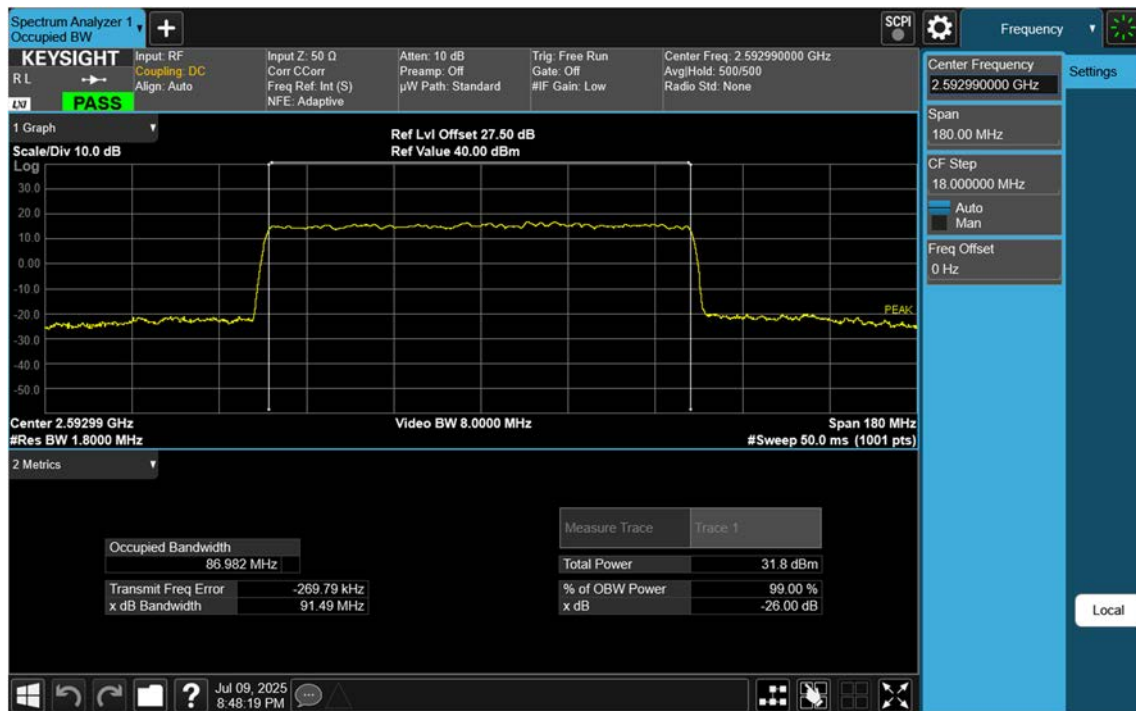 Spectrum Analyzer 1
Occupied BW
SCPI
Frequency
KEYSIGHT
R L
LXI
PASS
Input: RF
Coupling: DC
Align: Auto
Input Z: 50 Ω
Corr CCorr
Freq Ref: Int (S)
NFE: Adaptive
Atten: 10 dB
Preamp: Off
µW Path: Standard
Trig: Free Run
Gate: Off
#IF Gain: Low
Center Freq: 2.592990000 GHz
Avg|Hold: 500/500
Radio Std: None
Center Frequency
2.592990000 GHz
Settings
Span
180.00 MHz
CF Step
18.000000 MHz
Auto
Man
Freq Offset
0 Hz
Local
1 Graph
Scale/Div 10.0 dB
Ref Lvl Offset 27.50 dB
Ref Value 40.00 dBm
Log
30.0
20.0
10.0
0.00
-10.0
-20.0
-30.0
-40.0
-50.0
PEAK
Center 2.59299 GHz
Video BW 8.0000 MHz
Span 180 MHz
#Res BW 1.8000 MHz
#Sweep 50.0 ms (1001 pts)
2 Metrics
Measure Trace Trace 1
Occupied Bandwidth
86.982 MHz
Total Power 31.8 dBm
Transmit Freq Error -269.79 kHz
% of OBW Power 99.00 %
x dB Bandwidth 91.49 MHz
x dB -26.00 dB
?
Jul 09, 2025
8:48:19 PM